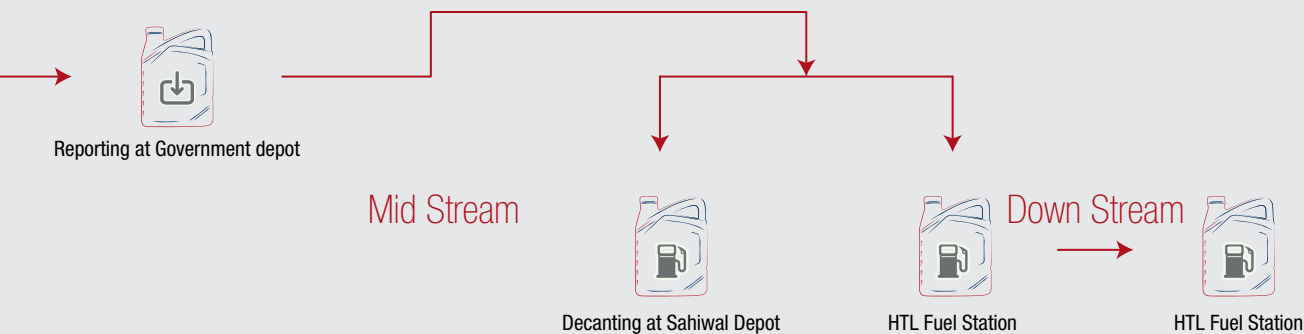 Reporting at Government depot
Mid Stream
Down Stream
Decanting at Sahiwal Depot
HTL Fuel Station
HTL Fuel Station